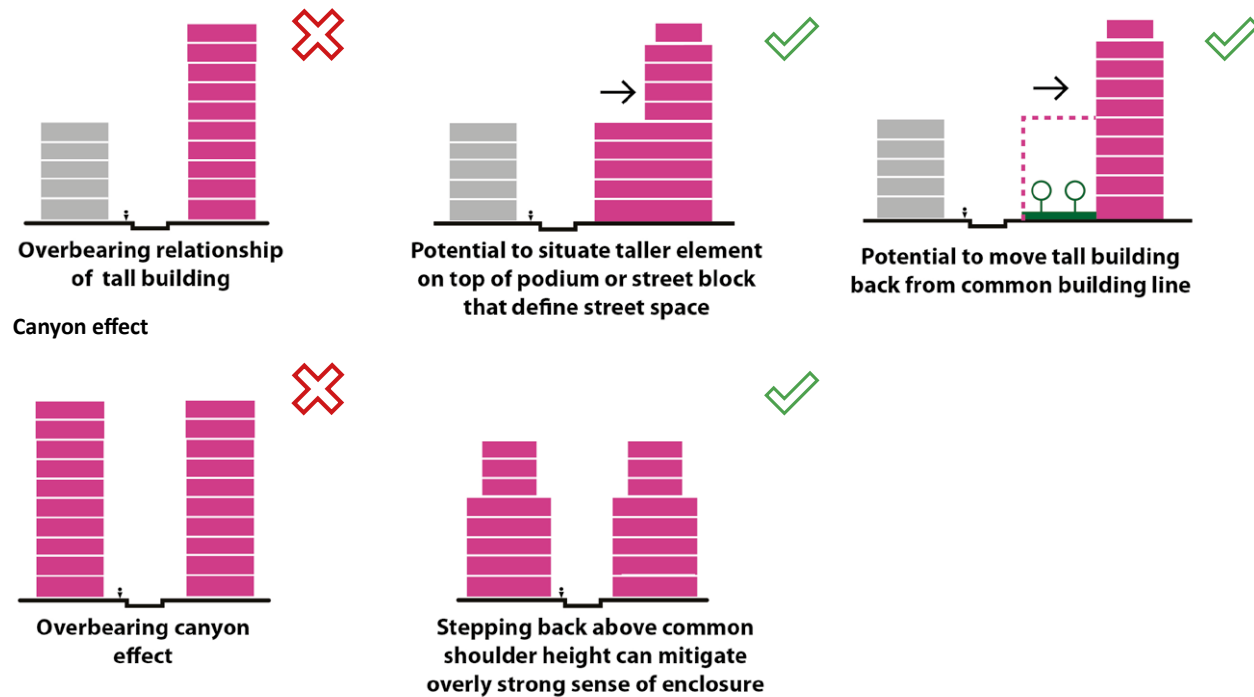 Overbearing relationship
of tall building
Potential to situate taller element
on top of podium or street block
that define street space
Potential to move tall building
back from common building line
Canyon effect
Overbearing canyon
effect
Stepping back above common
shoulder height can mitigate
overly strong sense of enclosure